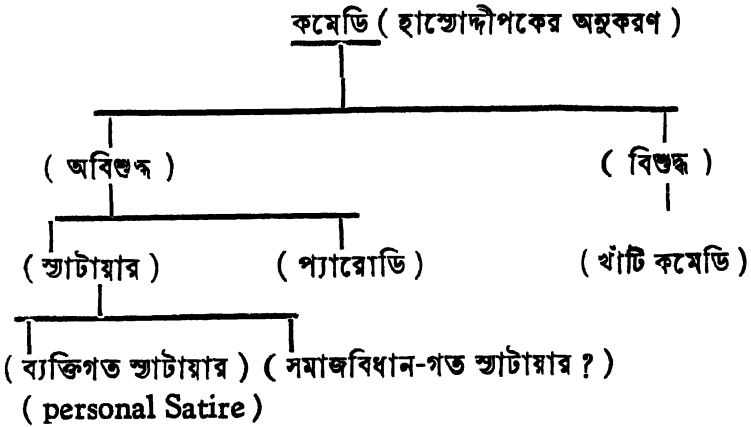 কমেডি ( হাস্যোদ্দীপকের অনুকরণ )
( অবিশুদ্ধ ) ( বিশুদ্ধ )
( স্যাটায়ার ) ( প্যারোডি ) ( খাঁটি কমেডি )
( ব্যক্তিগত স্যাটায়ার ) ( সমাজবিধান-গত স্যাটায়ার ? )
( personal Satire )